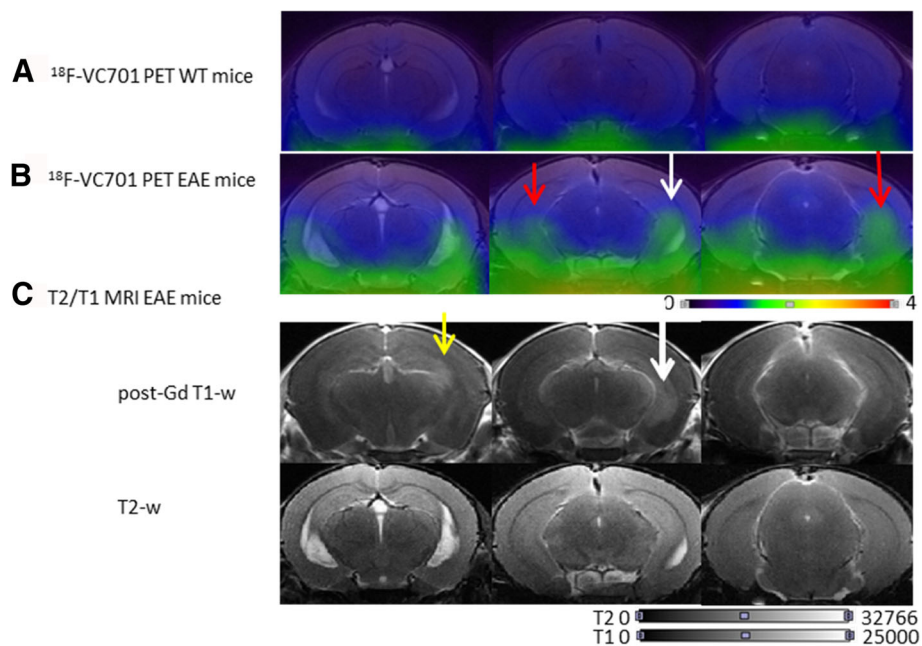 A ¹⁸F-VC701 PET WT mice
B ¹⁸F-VC701 PET EAE mice
C T2/T1 MRI EAE mice
0 4
post-Gd T1-w
T2-w
T2 0 32766
T1 0 25000